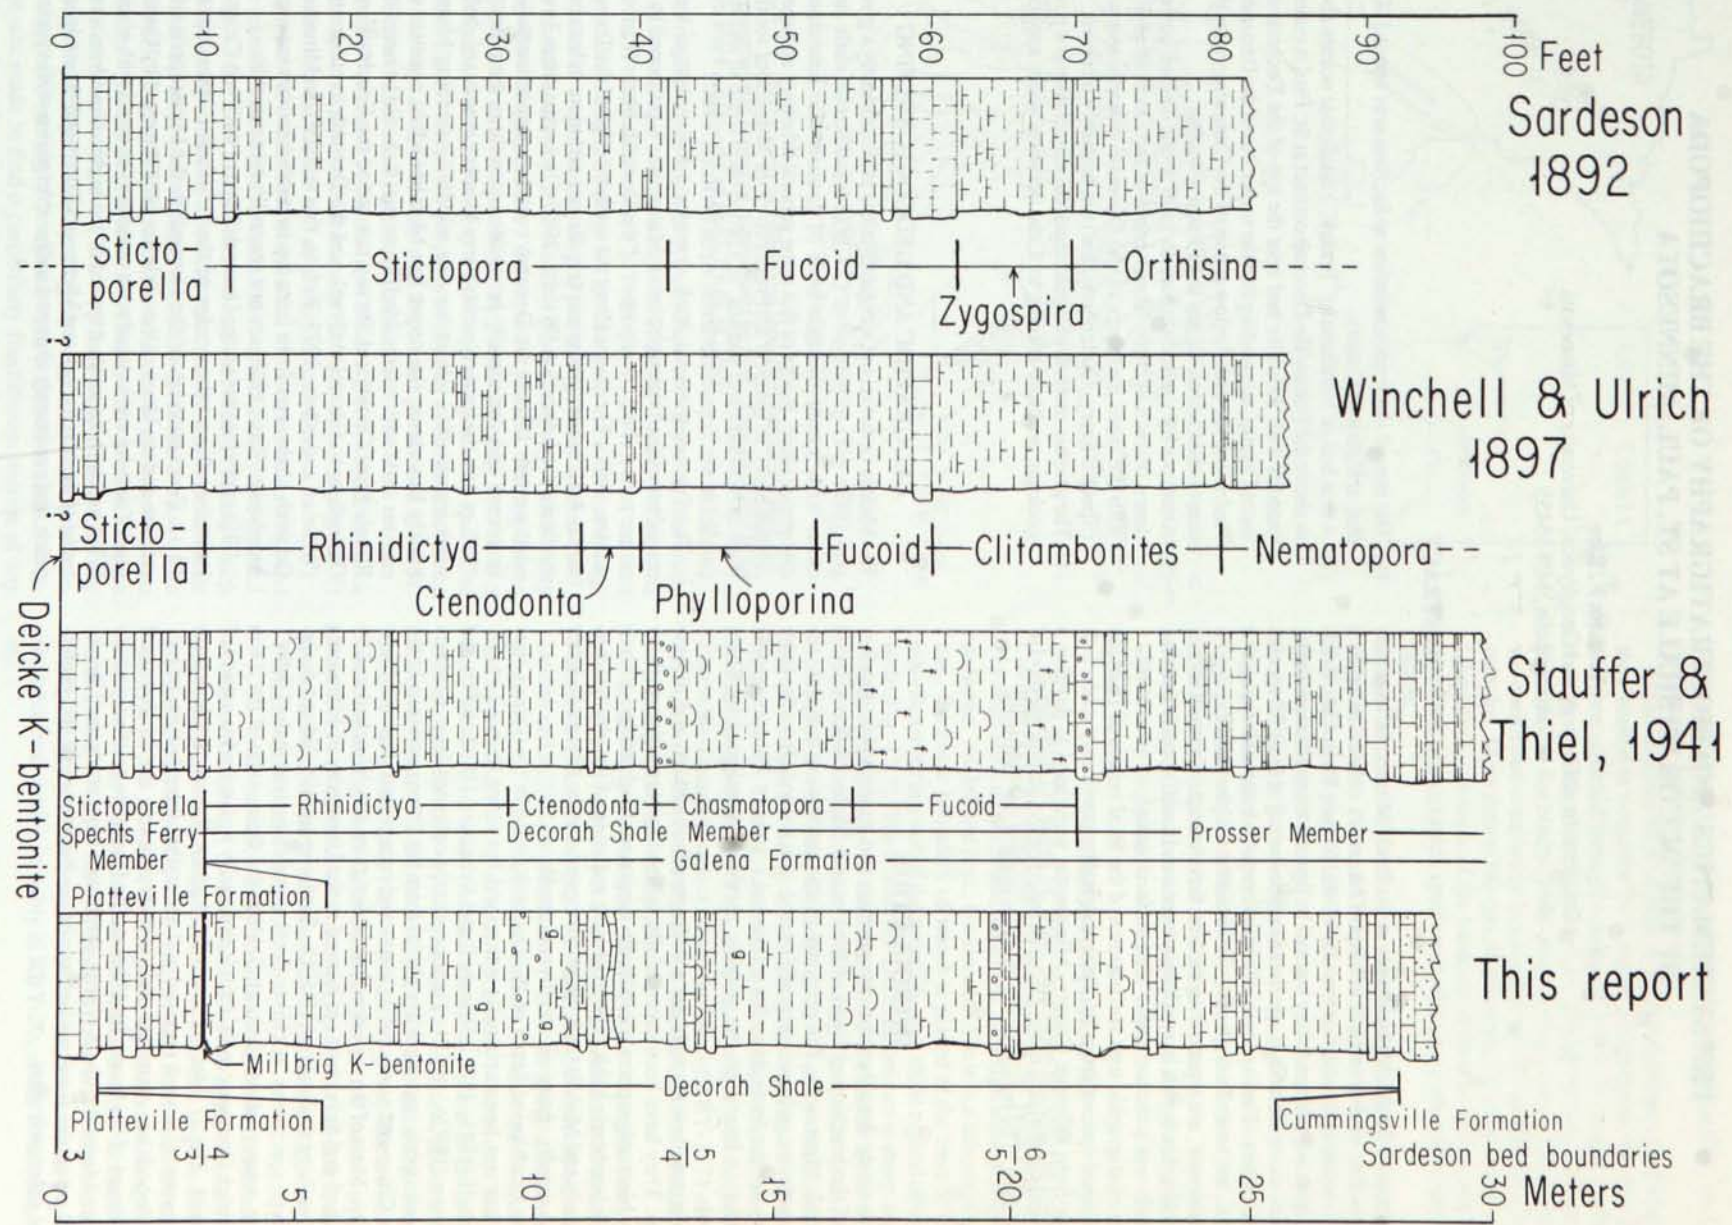 0 10 20 30 40 50 60 70 80 90 100 Feet
Sardeson
1892
Sticto-
porella
Stictopora
Fucoid
Zygospira
Orthisina
?
Winchell & Ulrich
1897
?
Sticto-
porella
Rhinidictya
Ctenodonta
Phylloporina
Fucoid
Clitambonites
Nematopora
Deicke K-bentonite
Stauffer &
Thiel, 1941
Stictoporella Rhinidictya Ctenodonta Chasmatopora Fucoid
Spechts Ferry
Member
Decorah Shale Member
Prosser Member
Galena Formation
Platteville Formation
g g g g
This report
Millbrig K-bentonite
Decorah Shale
Platteville Formation
Cummingsville Formation
3 3 4 4 5 5 6 Sardeson bed boundaries
0 5 10 15 20 25 30 Meters